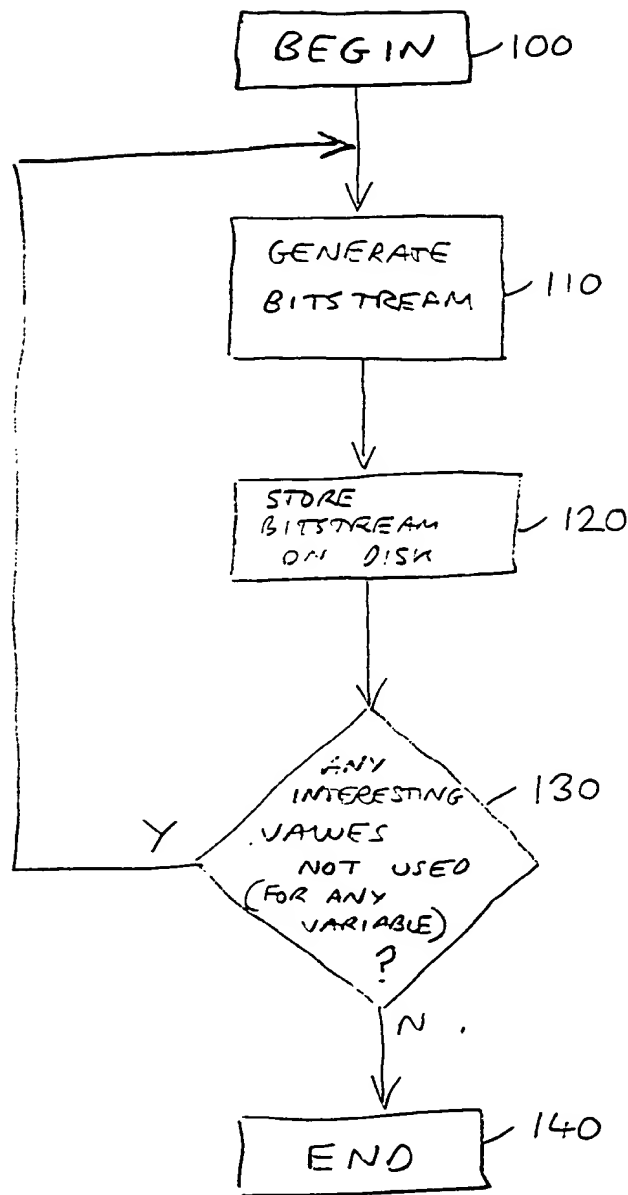 BEGIN 100
GENERATE
BITSTREAM
110
STORE
BITSTREAM
ON DISK
120
ANY
INTERESTING
VALUES
NOT USED
(FOR ANY
VARIABLE)
?
130
Y
N.
END 140